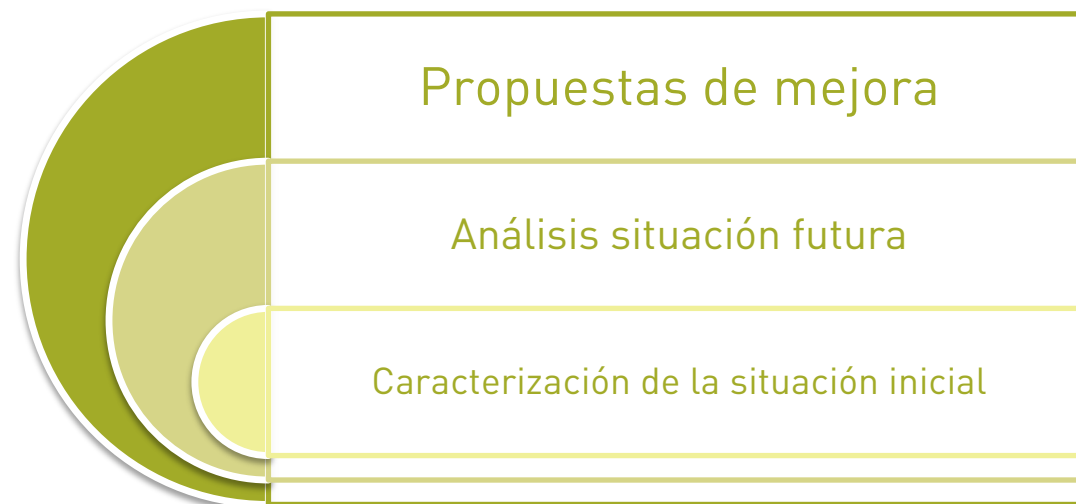 Propuestas de mejora
Análisis situación futura
Caracterización de la situación inicial